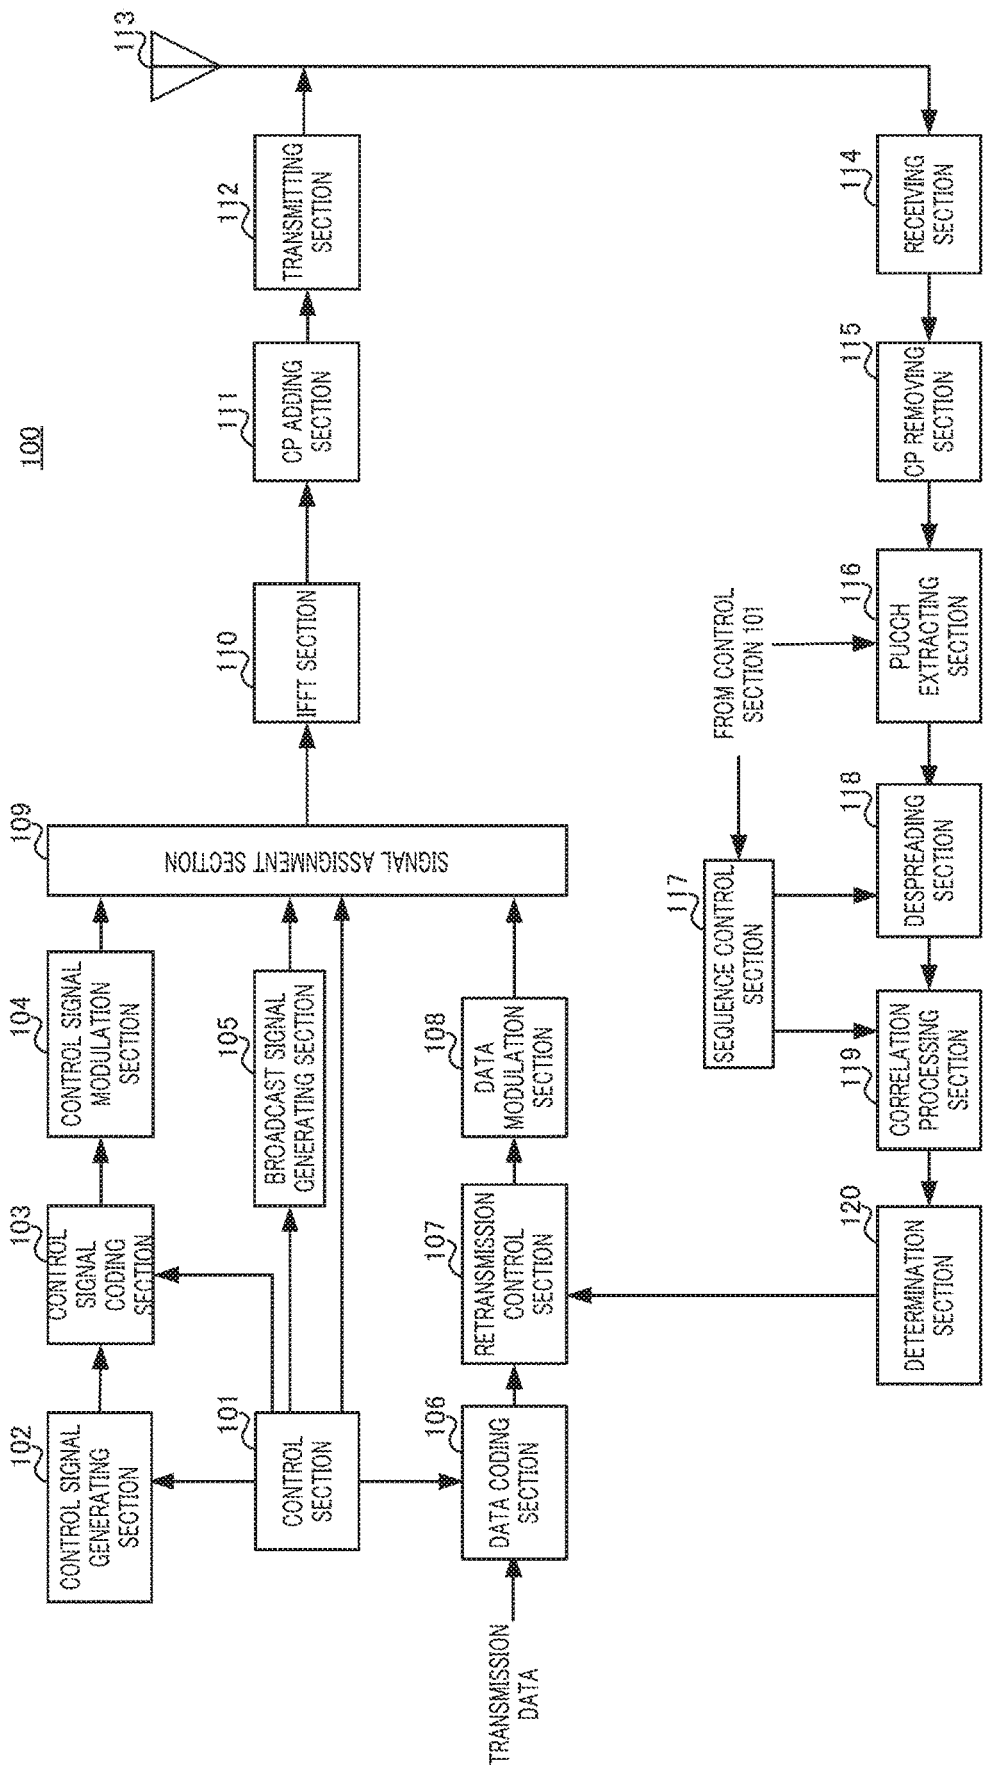 100
102
CONTROL SIGNAL
GENERATING
SECTION
103
CONTROL
SIGNAL
CODING
SECTION
104
CONTROL SIGNAL
MODULATION
SECTION
109
SIGNAL ASSIGNMENT SECTION
101
CONTROL
SECTION
105
BROADCAST SIGNAL
GENERATING SECTION
110
IFFT SECTION
111
CP ADDING
SECTION
112
TRANSMITTING
SECTION
113
TRANSMISSION
DATA
106
DATA CODING
SECTION
107
RETRANSMISSION
CONTROL
SECTION
108
DATA
MODULATION
SECTION
117
SEQUENCE CONTROL
SECTION
FROM CONTROL
SECTION 101
120
DETERMINATION
SECTION
119
CORRELATION
PROCESSING
SECTION
118
DESPREADING
SECTION
116
PUCCH
EXTRACTING
SECTION
115
CP REMOVING
SECTION
114
RECEIVING
SECTION